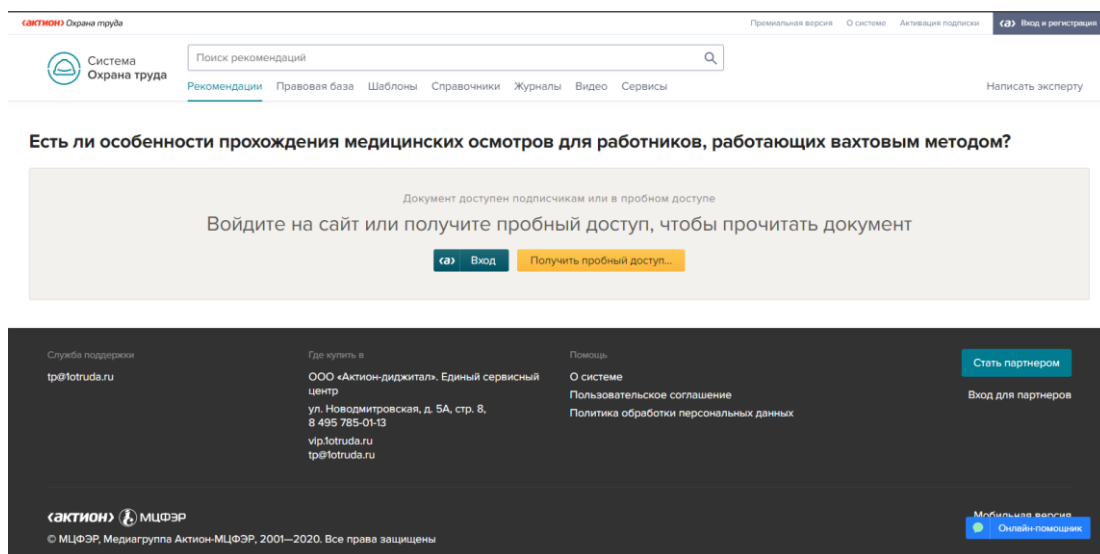 ‹актион› Охрана труда
Премиальная версия О системе Активация подписки ‹a› Вход и регистрация
Система
Охрана труда
Поиск рекомендаций
Рекомендации Правовая база Шаблоны Справочники Журналы Видео Сервисы
Написать эксперту
Есть ли особенности прохождения медицинских осмотров для работников, работающих вахтовым методом?
Документ доступен подписчикам или в пробном доступе
Войдите на сайт или получите пробный доступ, чтобы прочитать документ
‹a› Вход
Получить пробный доступ...
Служба поддержки
tp@1otruda.ru
Где купить в
ООО «Актион-диджитал». Единый сервисный
центр
ул. Новодмитровская, д. 5А, стр. 8,
8 495 785-01-13
vip.1otruda.ru
tp@1otruda.ru
Помощь
О системе
Пользовательское соглашение
Политика обработки персональных данных
Стать партнером
Вход для партнеров
‹актион› МЦФЭР
© МЦФЭР, Медиагруппа Актион-МЦФЭР, 2001—2020. Все права защищены
Мобильная версия
Онлайн-помощник